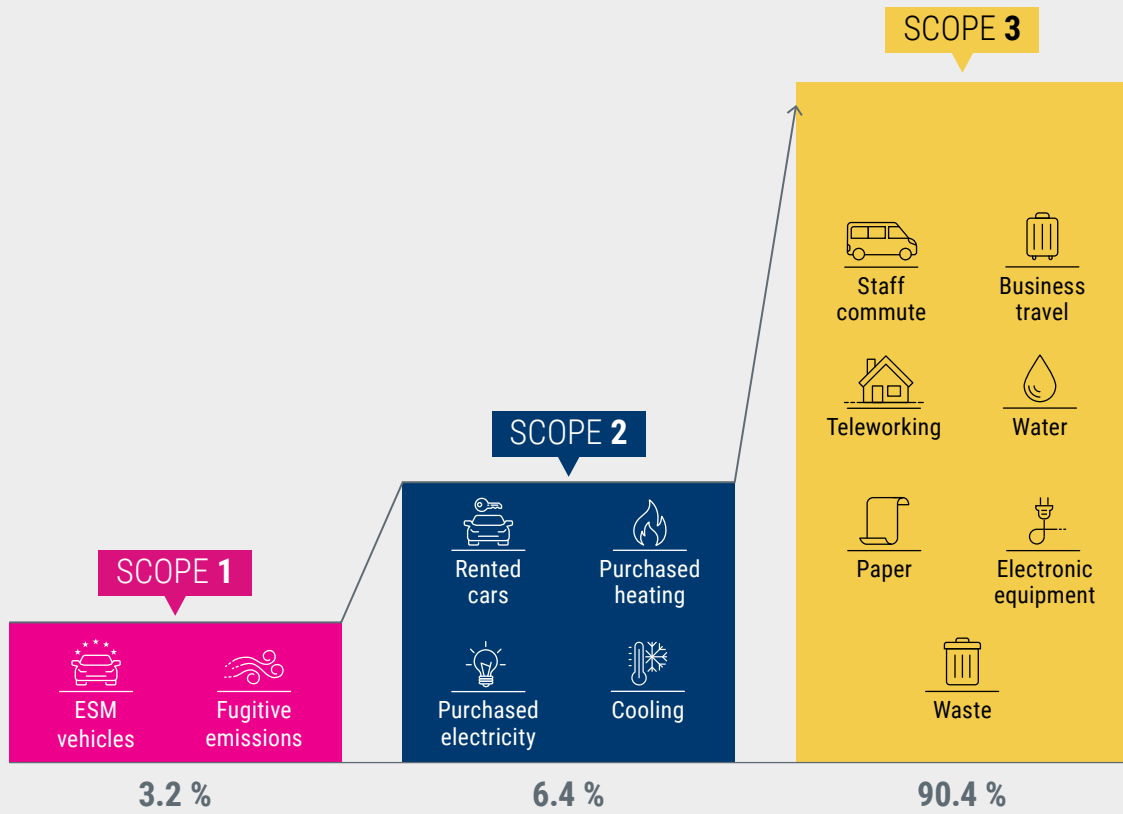 SCOPE 3
Staff
commute
Business
travel
Teleworking
Water
Paper
Electronic
equipment
Waste
SCOPE 2
Rented
cars
Purchased
heating
Purchased
electricity
Cooling
SCOPE 1
ESM
vehicles
Fugitive
emissions
3.2 %
6.4 %
90.4 %